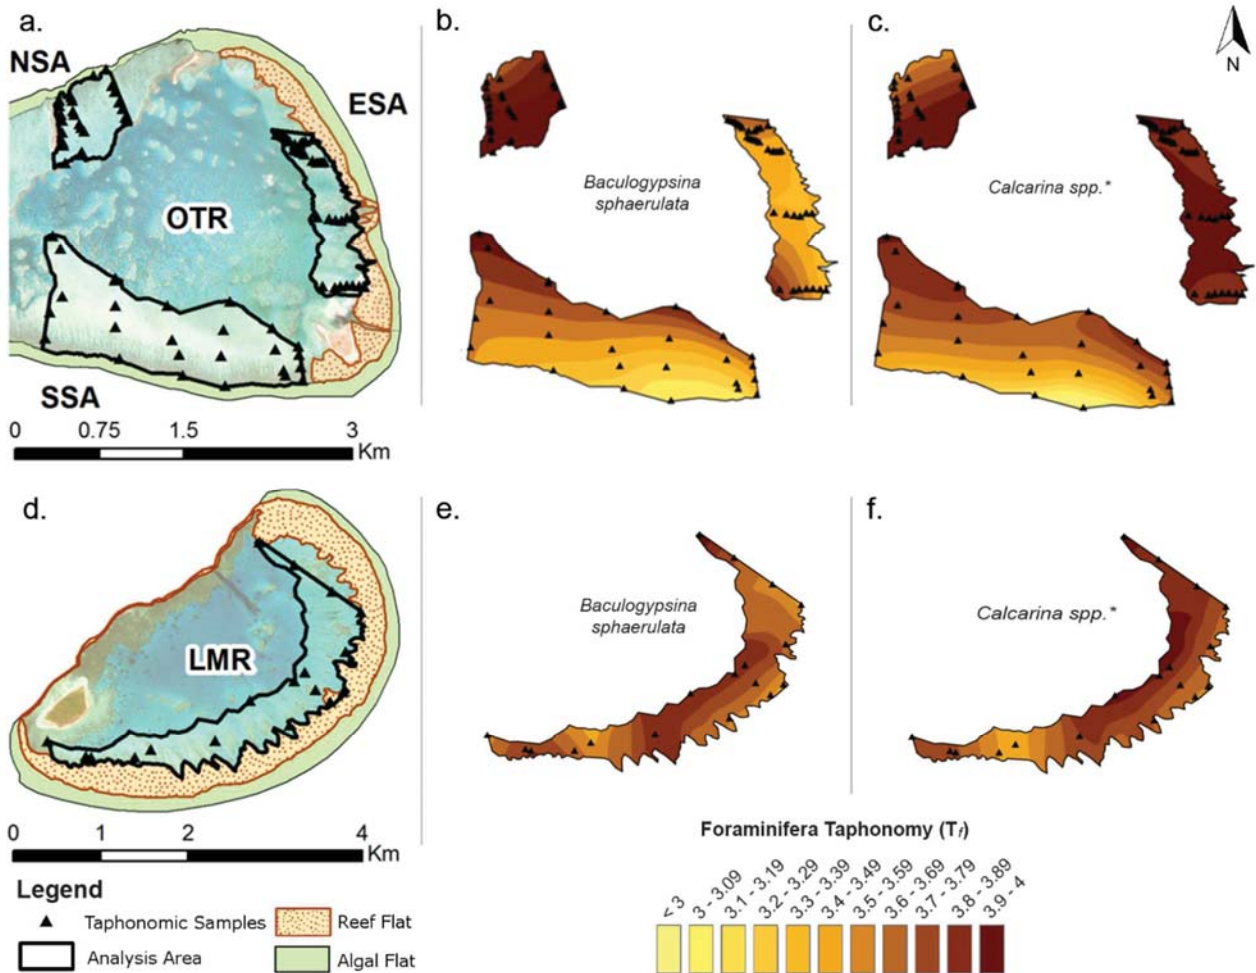 a.
NSA
ESA
OTR
SSA
0 0.75 1.5 3
Km
b.
Baculogypsina
sphaerulata
c.
Calcarina spp.*
N
d.
LMR
0 1 2 4
Km
e.
Baculogypsina
sphaerulata
f.
Calcarina spp.*
Legend
Taphonomic Samples
Reef Flat
Analysis Area
Algal Flat
Foraminifera Taphonomy (Tf)
< 3
3 - 3.09
3.1 - 3.19
3.2 - 3.29
3.3 - 3.39
3.4 - 3.49
3.5 - 3.59
3.6 - 3.69
3.7 - 3.79
3.8 - 3.89
3.9 - 4